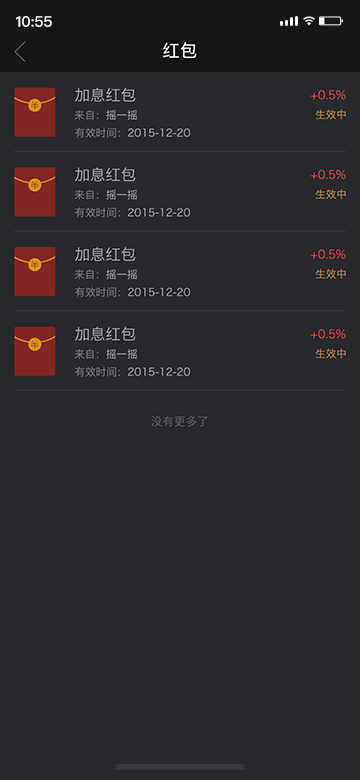 10:55
红包
加息红包
+0.5%
来自：摇一摇
生效中
有效时间：2015-12-20
加息红包
+0.5%
来自：摇一摇
生效中
有效时间：2015-12-20
加息红包
+0.5%
来自：摇一摇
生效中
有效时间：2015-12-20
加息红包
+0.5%
来自：摇一摇
生效中
有效时间：2015-12-20
没有更多了